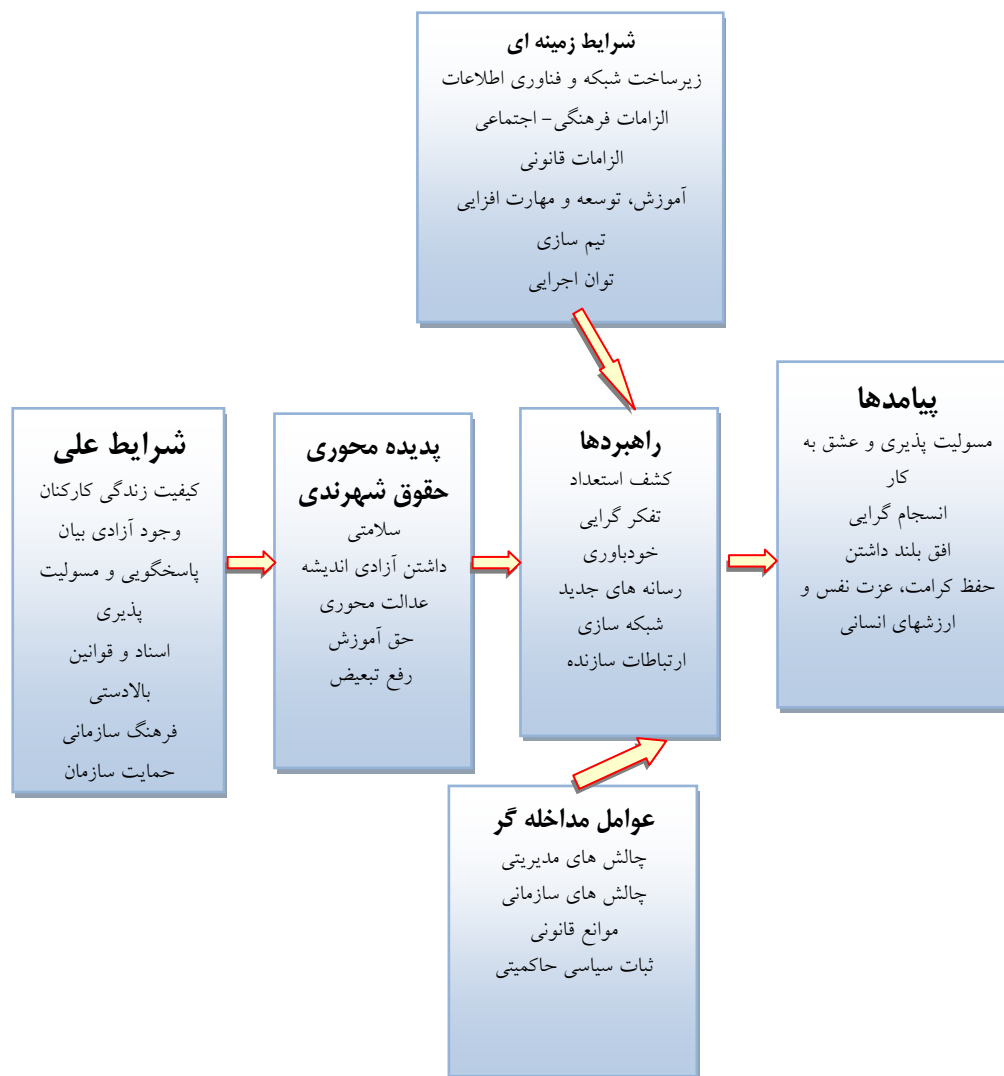 شرایط زمینه ای
زیرساخت شبکه و فناوری اطلاعات
الزامات فرهنگی- اجتماعی
الزامات قانونی
آموزش، توسعه و مهارت افزایی
تیم سازی
توان اجرایی
شرایط علی
کیفیت زندگی کارکنان
وجود آزادی بیان
پاسخگویی و مسولیت
پذیری
اسناد و قوانین
بالادستی
فرهنگ سازمانی
حمایت سازمان
پدیده محوری
حقوق شهرندی
سلامتی
داشتن آزادی اندیشه
عدالت محوری
حق آموزش
رفع تبعیض
راهبردها
کشف استعداد
تفکر گرایی
خودباوری
رسانه های جدید
شبکه سازی
ارتباطات سازنده
پیامدها
مسولیت پذیری و عشق به
کار
انسجام گرایی
افق بلند داشتن
حفظ کرامت، عزت نفس و
ارزشهای انسانی
عوامل مداخله گر
چالش های مدیریتی
چالش های سازمانی
موانع قانونی
ثبات سیاسی حاکمیتی